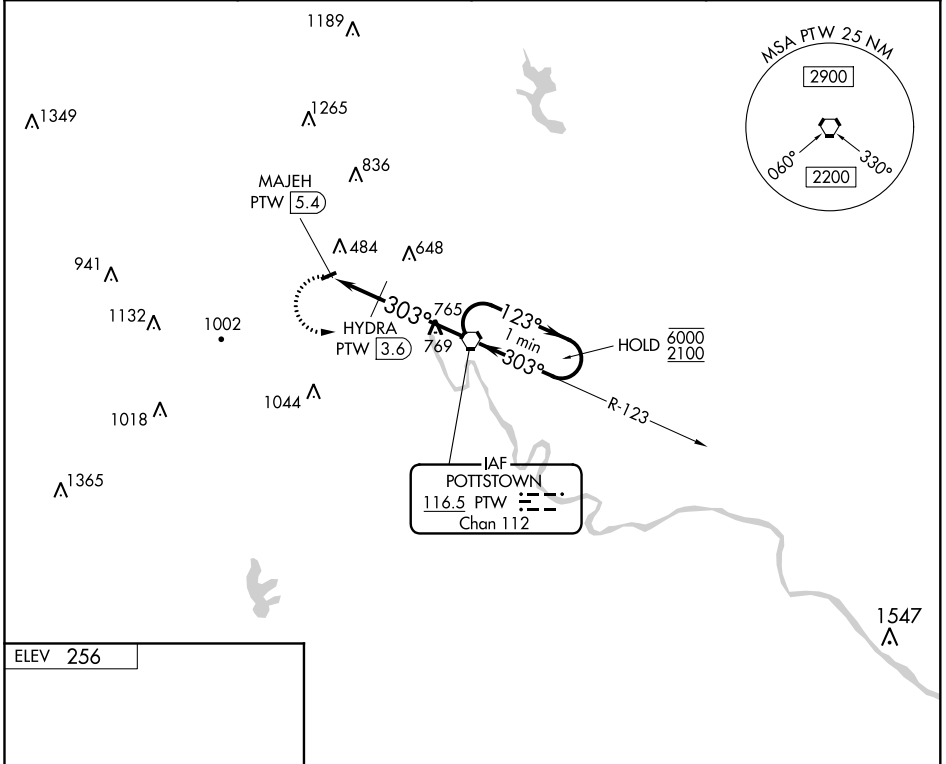 1189
MSA PTW 25 NM
2900
060°
330°
2200
1349
1265
836
MAJEH
PTW 5.4
484
648
941
1132
1002
303°
765
769
HYDRA
PTW 3.6
123°
1 min
303°
HOLD 6000
2100
1018
1044
R-123
1365
IAF
POTTSTOWN
116.5 PTW
Chan 112
1547
ELEV 256